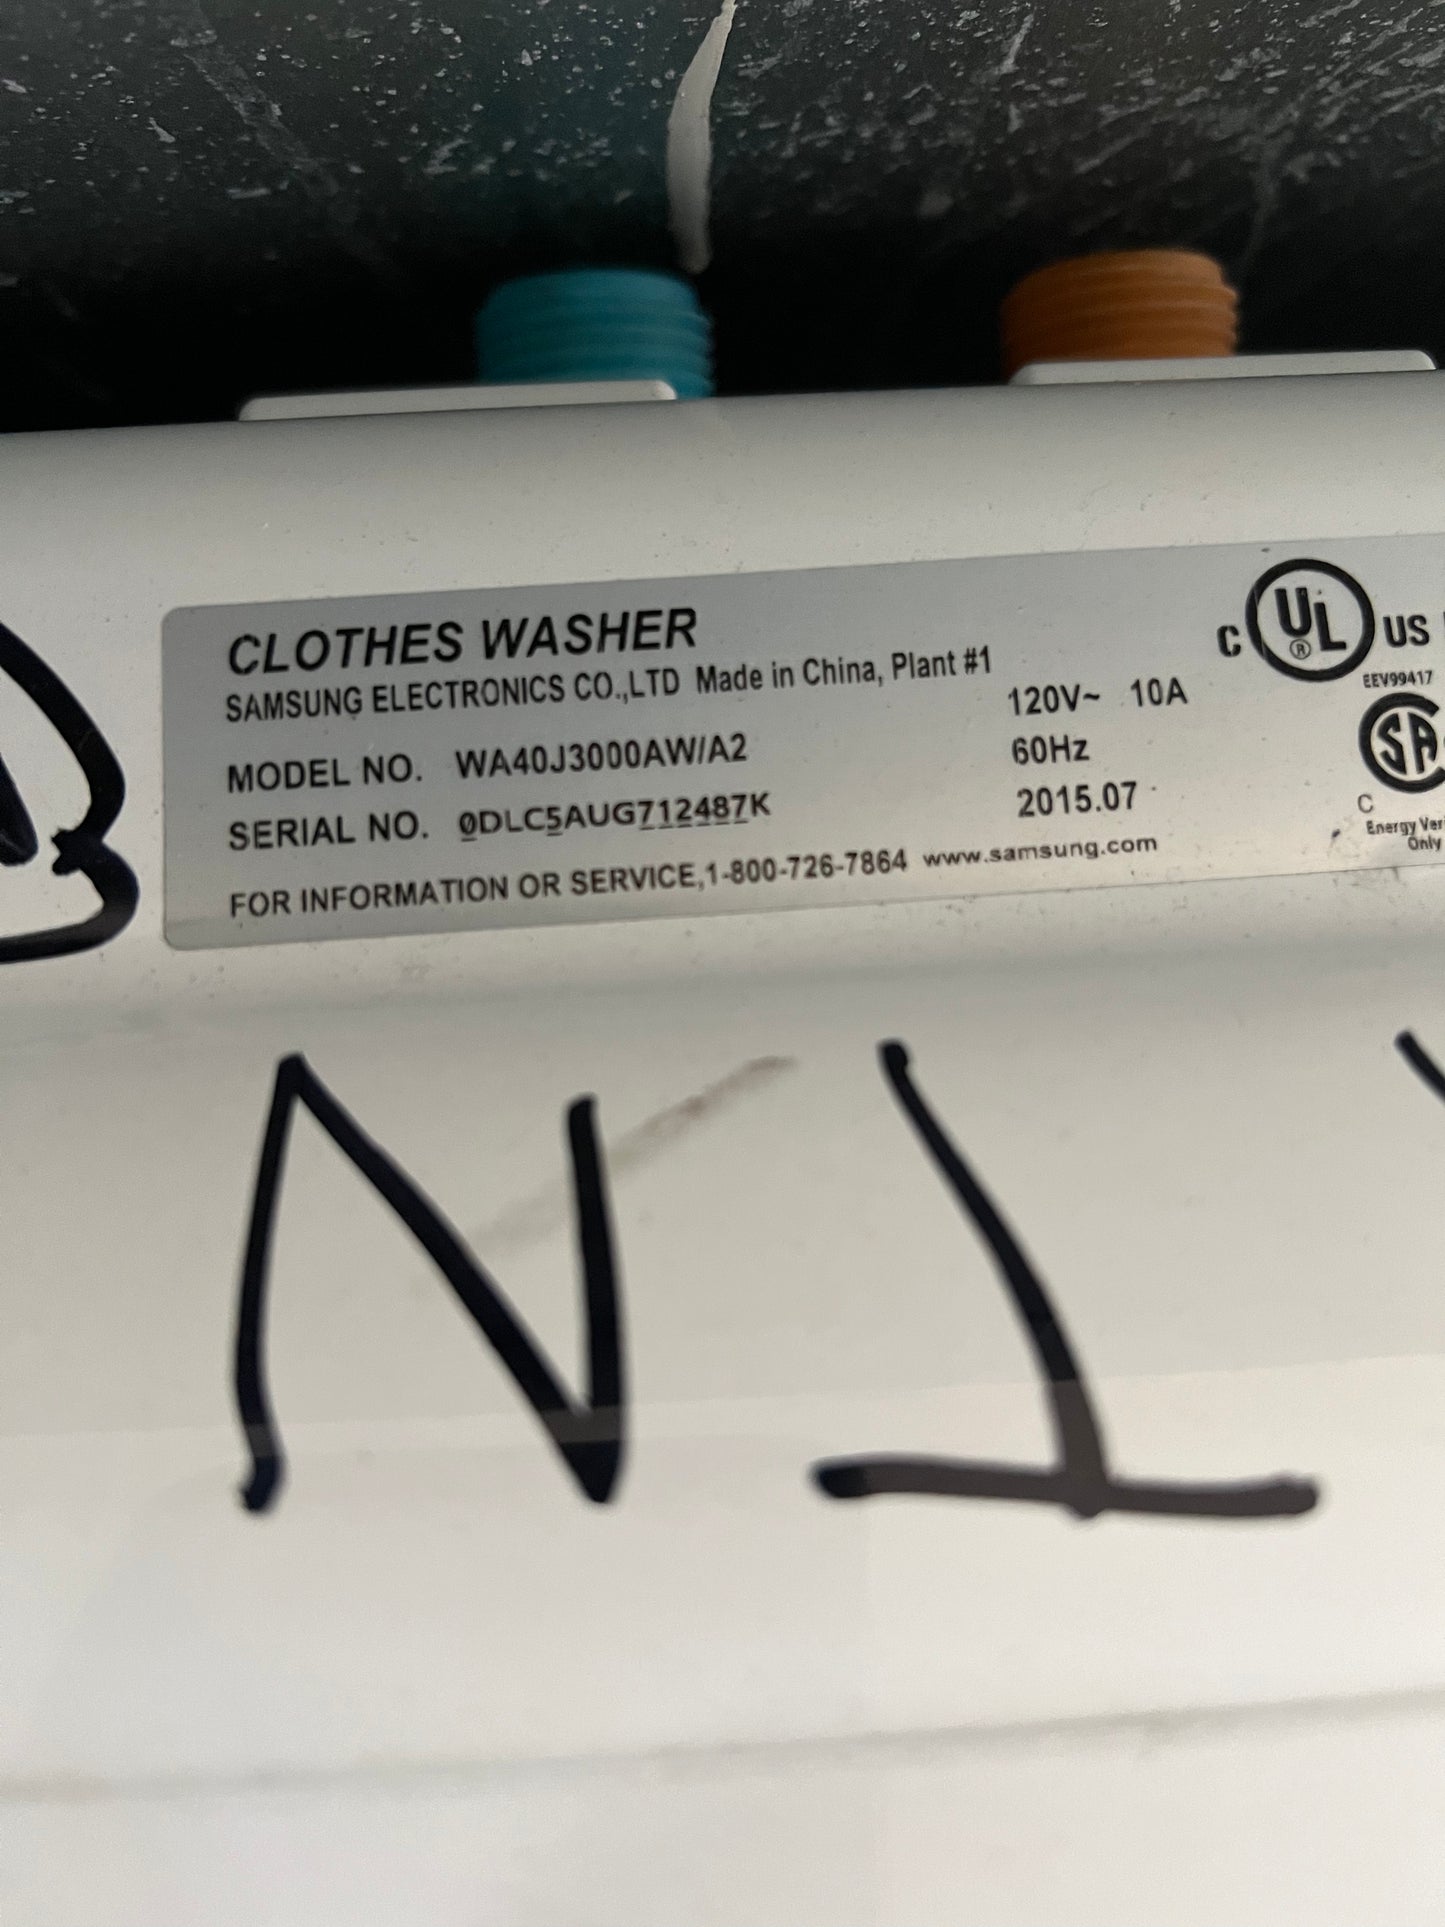 CLOTHES WASHER
SAMSUNG ELECTRONICS CO.,LTD Made in China, Plant #1
120V~ 10A
MODEL NO. WA40J3000AW/A2
60Hz
SERIAL NO. 0DLC5AUG712487K
2015.07
FOR INFORMATION OR SERVICE,1-800-726-7864 www.samsung.com
C UL ® US
EEV99417
SA
C
Energy Ver
Only
N